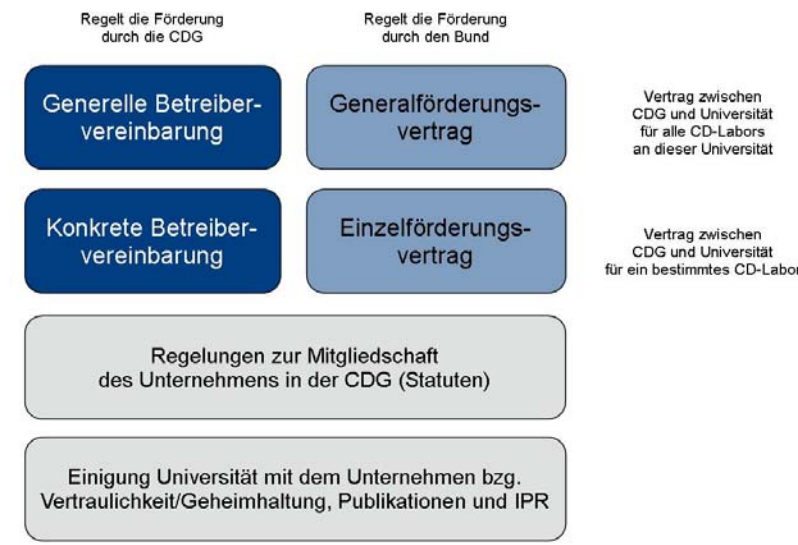 Regelt die Förderung
durch die CDG
Regelt die Förderung
durch den Bund
Generelle Betreiber-
vereinbarung
Generalförderungs-
vertrag
Vertrag zwischen
CDG und Universität
für alle CD-Labors
an dieser Universität
Konkrete Betreiber-
vereinbarung
Einzelförderungs-
vertrag
Vertrag zwischen
CDG und Universität
für ein bestimmtes CD-Labor
Regelungen zur Mitgliedschaft
des Unternehmens in der CDG (Statuten)
Einigung Universität mit dem Unternehmen bzg.
Vertraulichkeit/Geheimhaltung, Publikationen und IPR